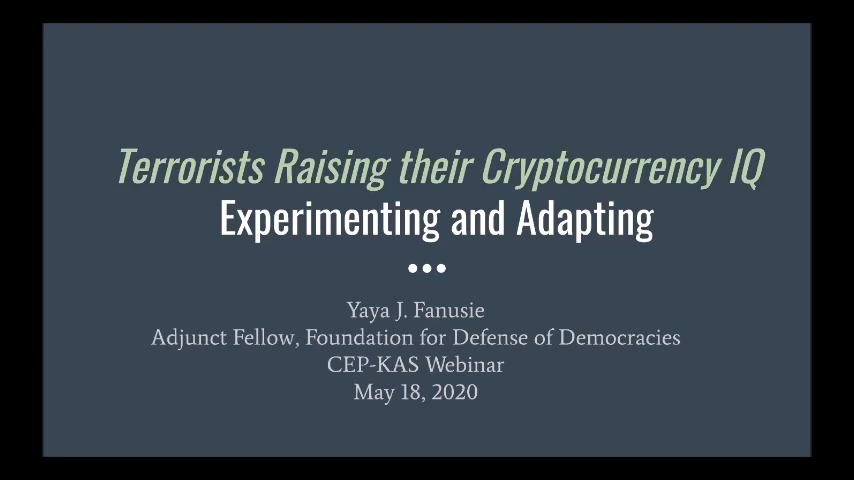 Terrorists Raising their Cryptocurrency IQ
Experimenting and Adapting
Yaya J. Fanusie
Adjunct Fellow, Foundation for Defense of Democracies
CEP-KAS Webinar
May 18, 2020